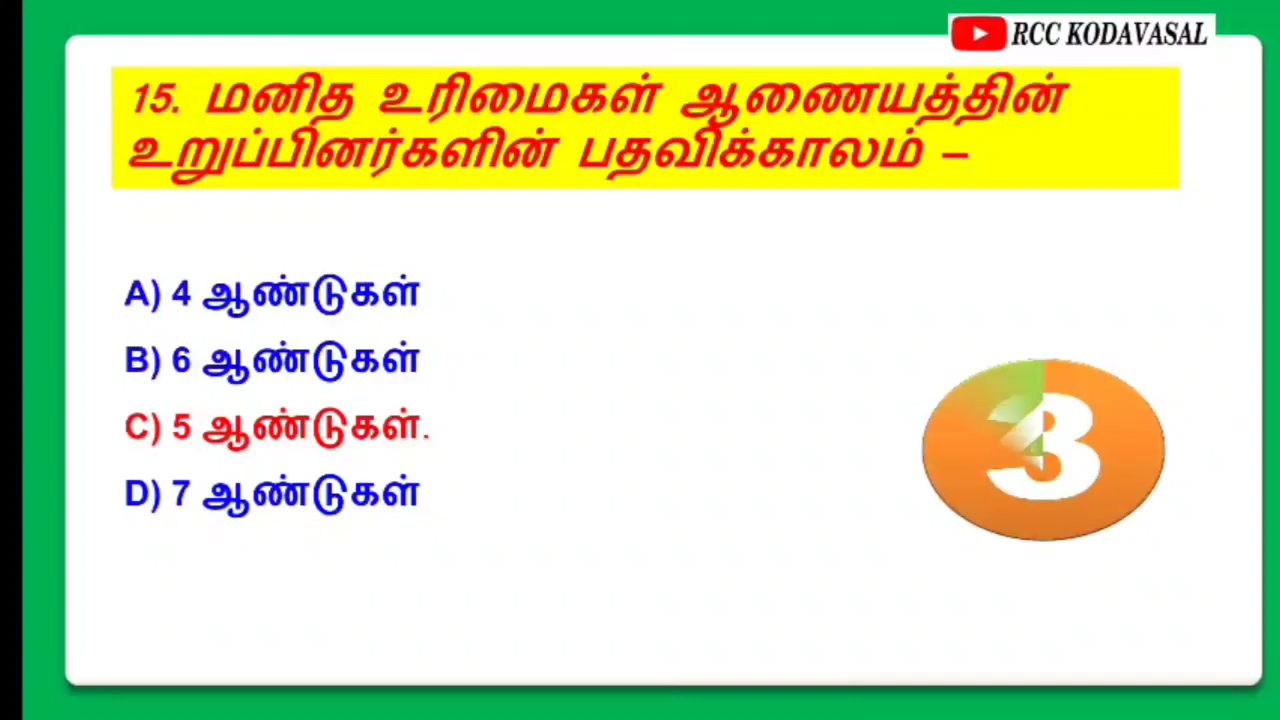 RCC KODAVASAL
15. மனித உரிமைகள் ஆணையத்தின்
உறுப்பினர்களின் பதவிக்காலம் –
A) 4 ஆண்டுகள்
B) 6 ஆண்டுகள்
C) 5 ஆண்டுகள்.
D) 7 ஆண்டுகள்
3